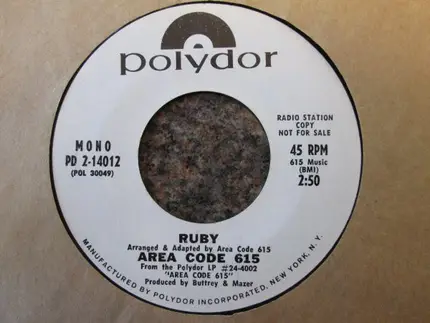 polydor
MONO
PD 2-14012
(POL 30049)
RADIO STATION
COPY
NOT FOR SALE
45 RPM
615 Music
(BMI)
2:50
RUBY
Arranged & Adapted by Area Code 615
AREA CODE 615
From the Polydor LP #24-4002
"AREA CODE 615"
Produced by Buttrey & Mazer
MANUFACTURED BY POLYDOR INCORPORATED, NEW YORK, N.Y.